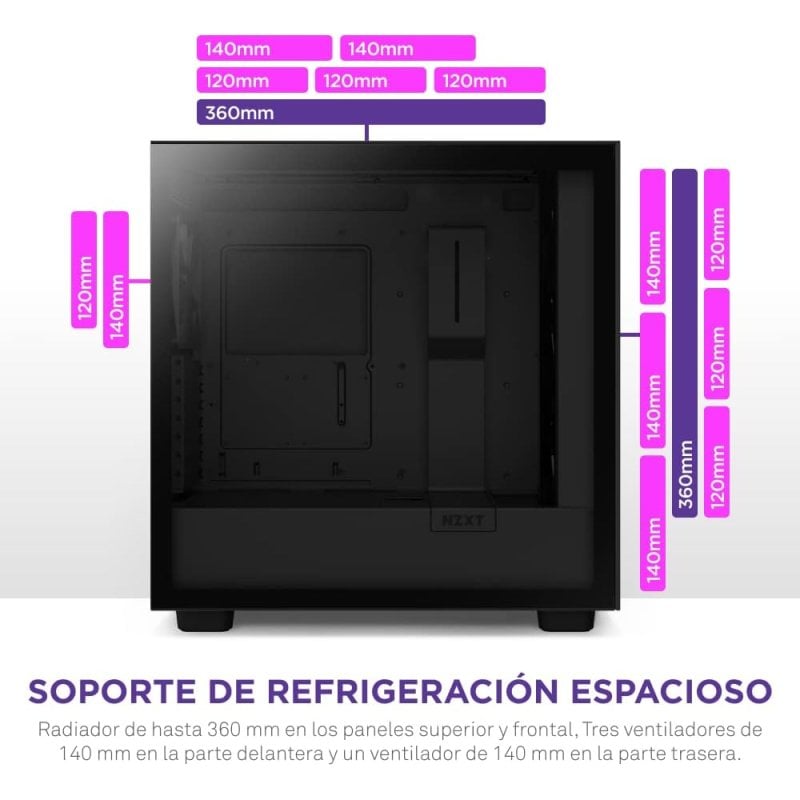 140mm 140mm
120mm 120mm 120mm
360mm
120mm
140mm
140mm
140mm
140mm
360mm
120mm
120mm
120mm
NZXT
SOPORTE DE REFRIGERACIÓN ESPACIOSO
Radiador de hasta 360 mm en los paneles superior y frontal, Tres ventiladores de
140 mm en la parte delantera y un ventilador de 140 mm en la parte trasera.